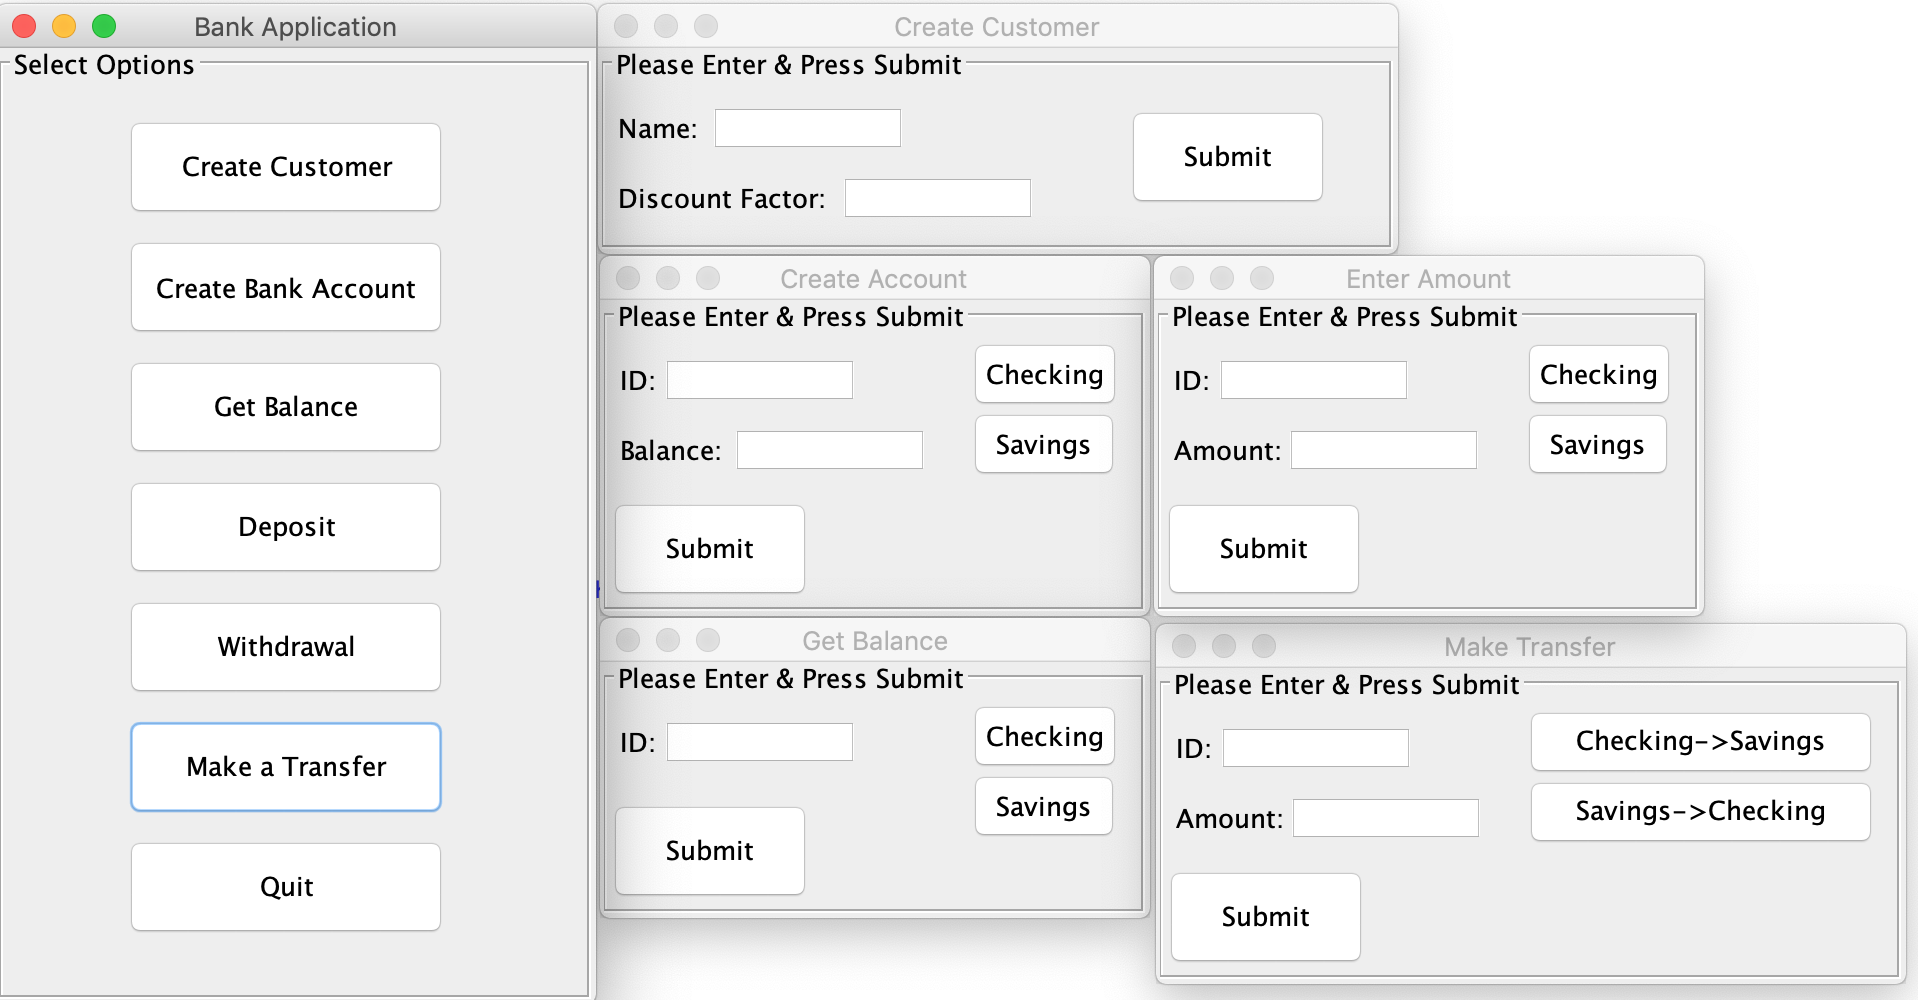 Bank Application
Select Options
Create Customer
Create Bank Account
Get Balance
Deposit
Withdrawal
Make a Transfer
Quit
Create Customer
Please Enter & Press Submit
Name:
Discount Factor:
Submit
Create Account
Please Enter & Press Submit
ID:
Checking
Balance:
Savings
Submit
Enter Amount
Please Enter & Press Submit
ID:
Checking
Amount:
Savings
Submit
Get Balance
Please Enter & Press Submit
ID:
Checking
Savings
Submit
Make Transfer
Please Enter & Press Submit
ID:
Checking->Savings
Amount:
Savings->Checking
Submit